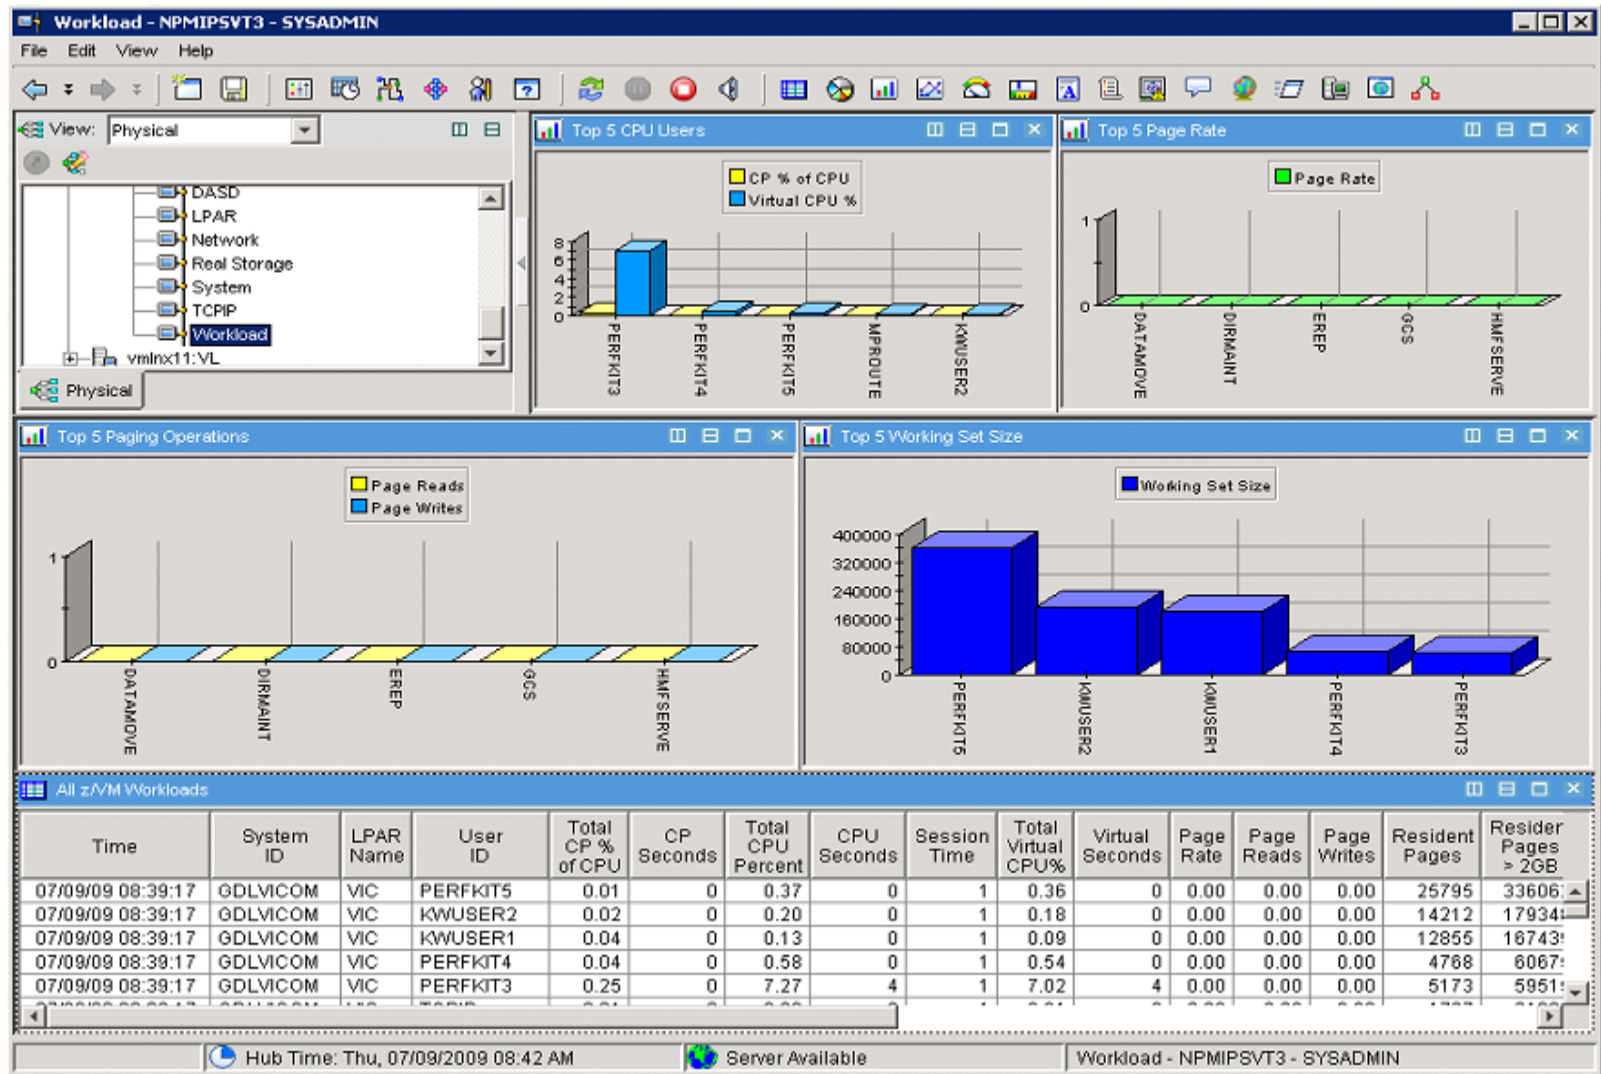 Workload - NPMIPSVT3 - SYSADMIN
File Edit View Help
View: Physical
DASD
LPAR
Network
Real Storage
System
TCPIP
Workload
vmlnx11:VL
Physical
Top 5 CPU Users
CP % of CPU
Virtual CPU %
8
6
4
2
0
PERFKIT3
PERFKIT4
PERFKIT5
MPROUTE
KWUSER2
Top 5 Page Rate
Page Rate
1
0
DATAMOVE
DIRMAINT
EREP
GCS
HMFSERVE
Top 5 Paging Operations
Page Reads
Page Writes
1
0
DATAMOVE
DIRMAINT
EREP
GCS
HMFSERVE
Top 5 Working Set Size
Working Set Size
400000
320000
240000
160000
80000
0
PERFKIT5
KWUSER2
KWUSER1
PERFKIT4
PERFKIT3
All z/VM Workloads
Time System ID LPAR Name User ID Total CP % of CPU CP Seconds Total CPU Percent CPU Seconds Session Time Total Virtual CPU% Virtual Seconds Page Rate Page Reads Page Writes Resident Pages Resider Pages > 2GB
07/09/09 08:39:17 GDLVICOM VIC PERFKIT5 0.01 0 0.37 0 1 0.36 0 0.00 0.00 0.00 25795 33606
07/09/09 08:39:17 GDLVICOM VIC KWUSER2 0.02 0 0.20 0 1 0.18 0 0.00 0.00 0.00 14212 17934
07/09/09 08:39:17 GDLVICOM VIC KWUSER1 0.04 0 0.13 0 1 0.09 0 0.00 0.00 0.00 12855 16743
07/09/09 08:39:17 GDLVICOM VIC PERFKIT4 0.04 0 0.58 0 1 0.54 0 0.00 0.00 0.00 4768 6067
07/09/09 08:39:17 GDLVICOM VIC PERFKIT3 0.25 0 7.27 4 1 7.02 4 0.00 0.00 0.00 5173 5951
Hub Time: Thu, 07/09/2009 08:42 AM
Server Available
Workload - NPMIPSVT3 - SYSADMIN